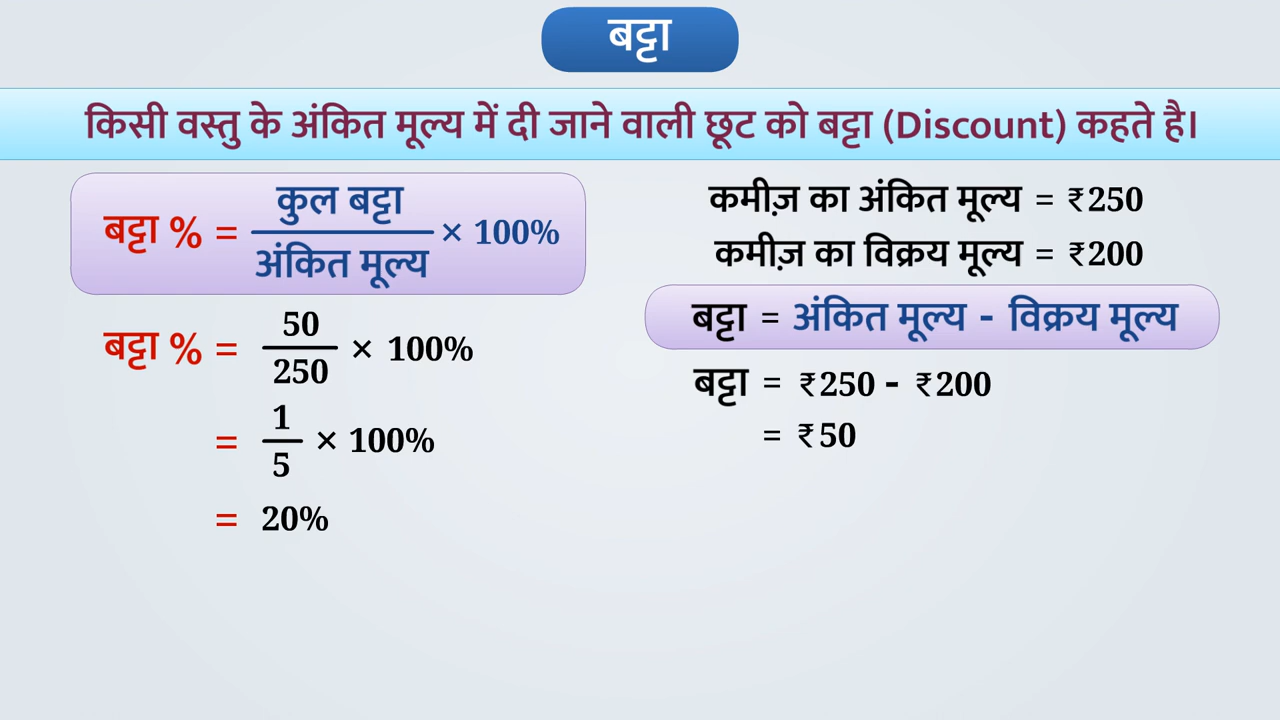 बट्टा
किसी वस्तु के अंकित मूल्य में दी जाने वाली छूट को बट्टा (Discount) कहते है।
बट्टा % = कुल बट्टा / अंकित मूल्य × 100%
बट्टा % = 50 / 250 × 100%
= 1 / 5 × 100%
= 20%
कमीज़ का अंकित मूल्य = ₹250
कमीज़ का विक्रय मूल्य = ₹200
बट्टा = अंकित मूल्य - विक्रय मूल्य
बट्टा = ₹250 - ₹200
= ₹50